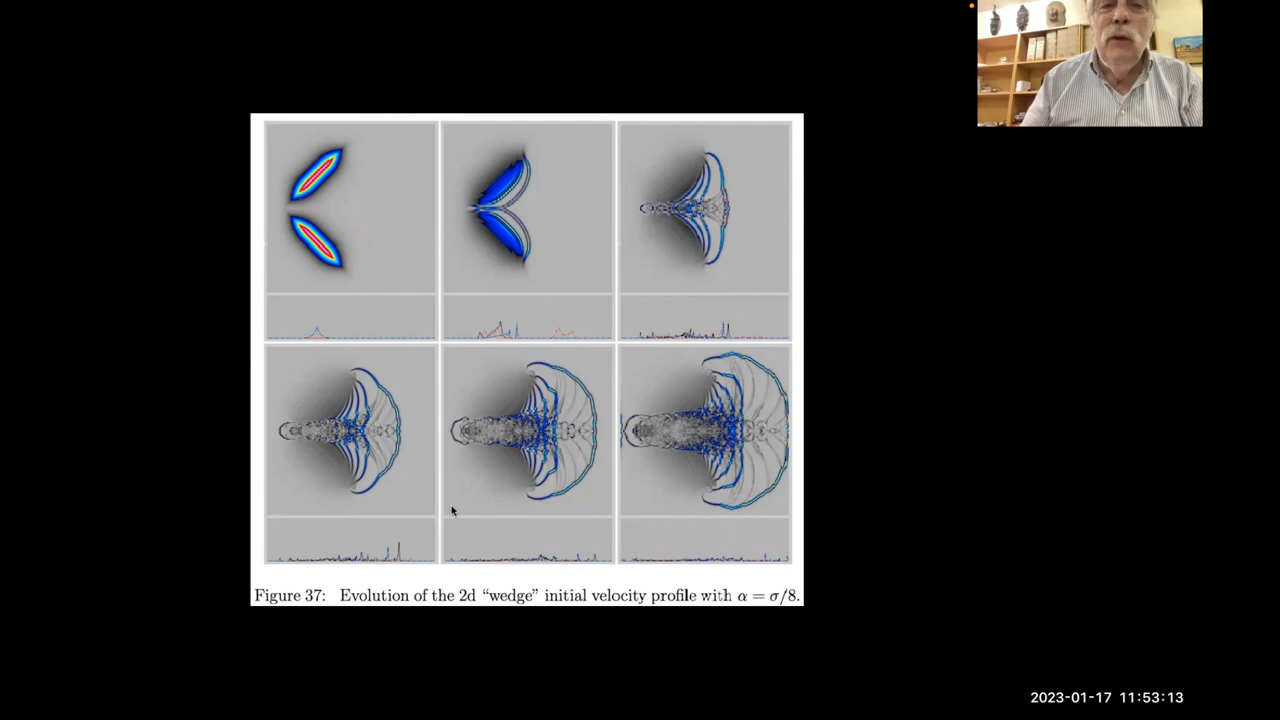 Figure 37: Evolution of the 2d “wedge” initial velocity profile with α = σ/8.
2023-01-17 11:53:13